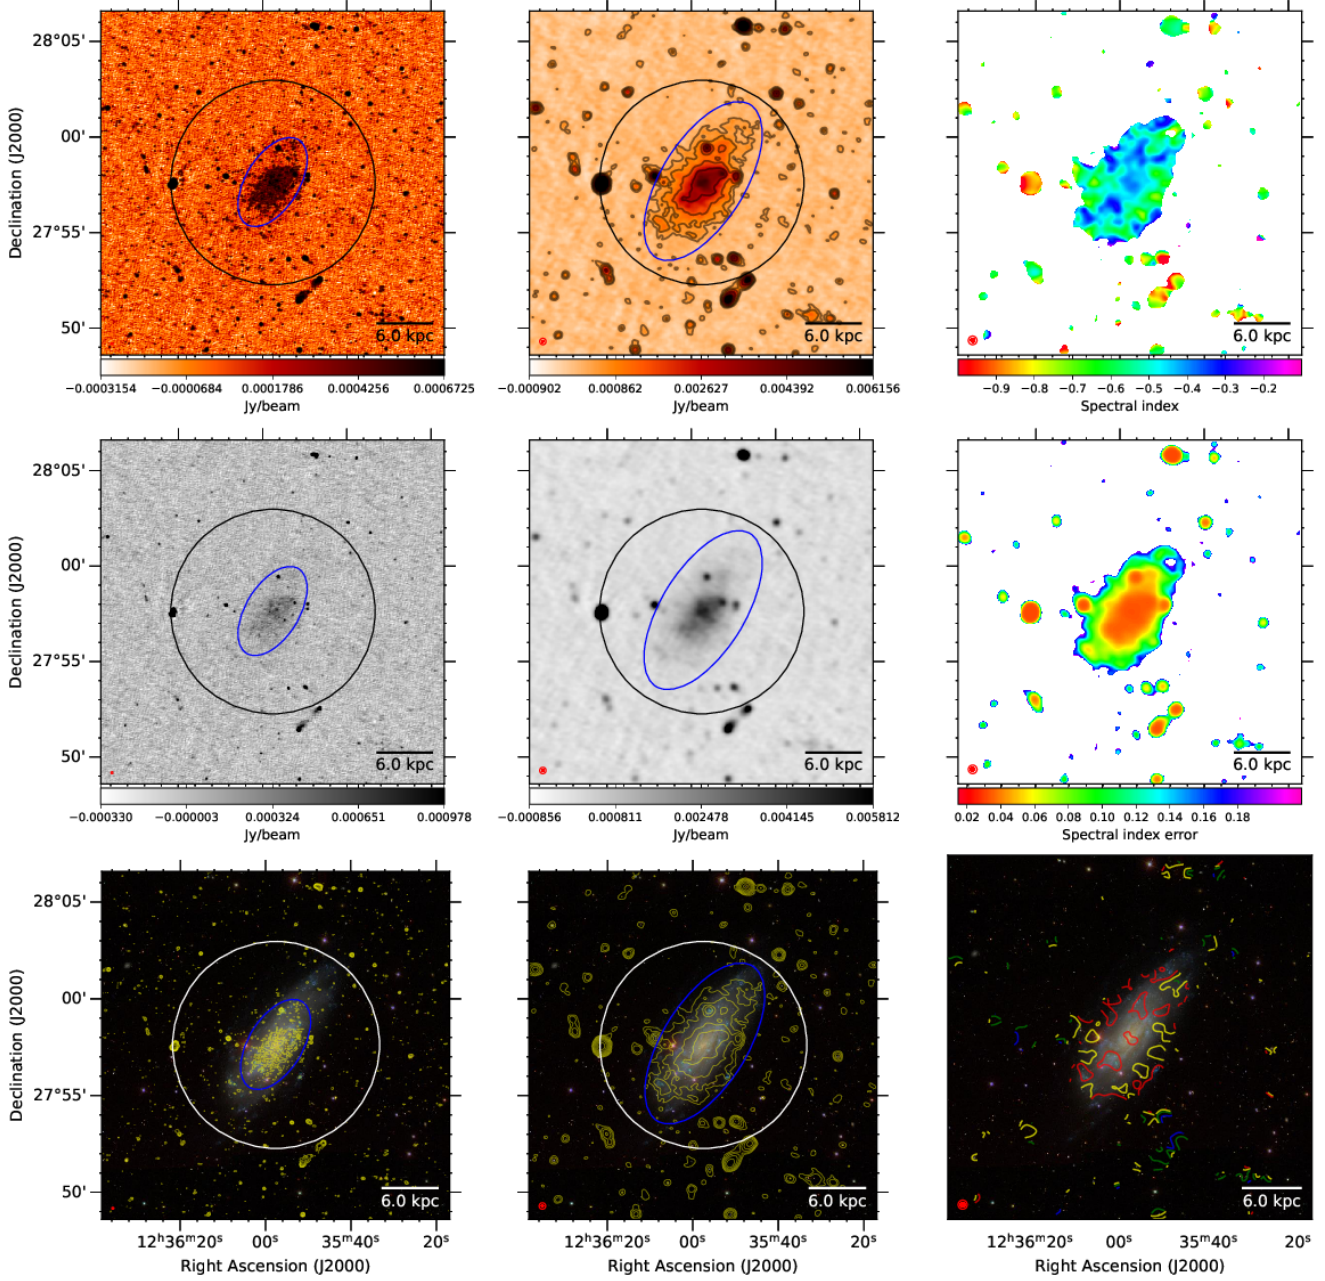 28°05'
00'
27°55'
50'
Declination (J2000)
6.0 kpc
−0.0003154 −0.0000684 0.0001786 0.0004256 0.0006725
Jy/beam
6.0 kpc
−0.000902 0.000862 0.002627 0.004392 0.006156
Jy/beam
6.0 kpc
−0.9 −0.8 −0.7 −0.6 −0.5 −0.4 −0.3 −0.2
Spectral index
28°05'
00'
27°55'
50'
Declination (J2000)
6.0 kpc
−0.000330 −0.000003 0.000324 0.000651 0.000978
Jy/beam
6.0 kpc
−0.000856 0.000811 0.002478 0.004145 0.005812
Jy/beam
6.0 kpc
0.02 0.04 0.06 0.08 0.10 0.12 0.14 0.16 0.18
Spectral index error
28°05'
00'
27°55'
50'
Declination (J2000)
6.0 kpc
12ʰ36ᵐ20ˢ 00ˢ 35ᵐ40ˢ 20ˢ
Right Ascension (J2000)
6.0 kpc
12ʰ36ᵐ20ˢ 00ˢ 35ᵐ40ˢ 20ˢ
Right Ascension (J2000)
6.0 kpc
12ʰ36ᵐ20ˢ 00ˢ 35ᵐ40ˢ 20ˢ
Right Ascension (J2000)